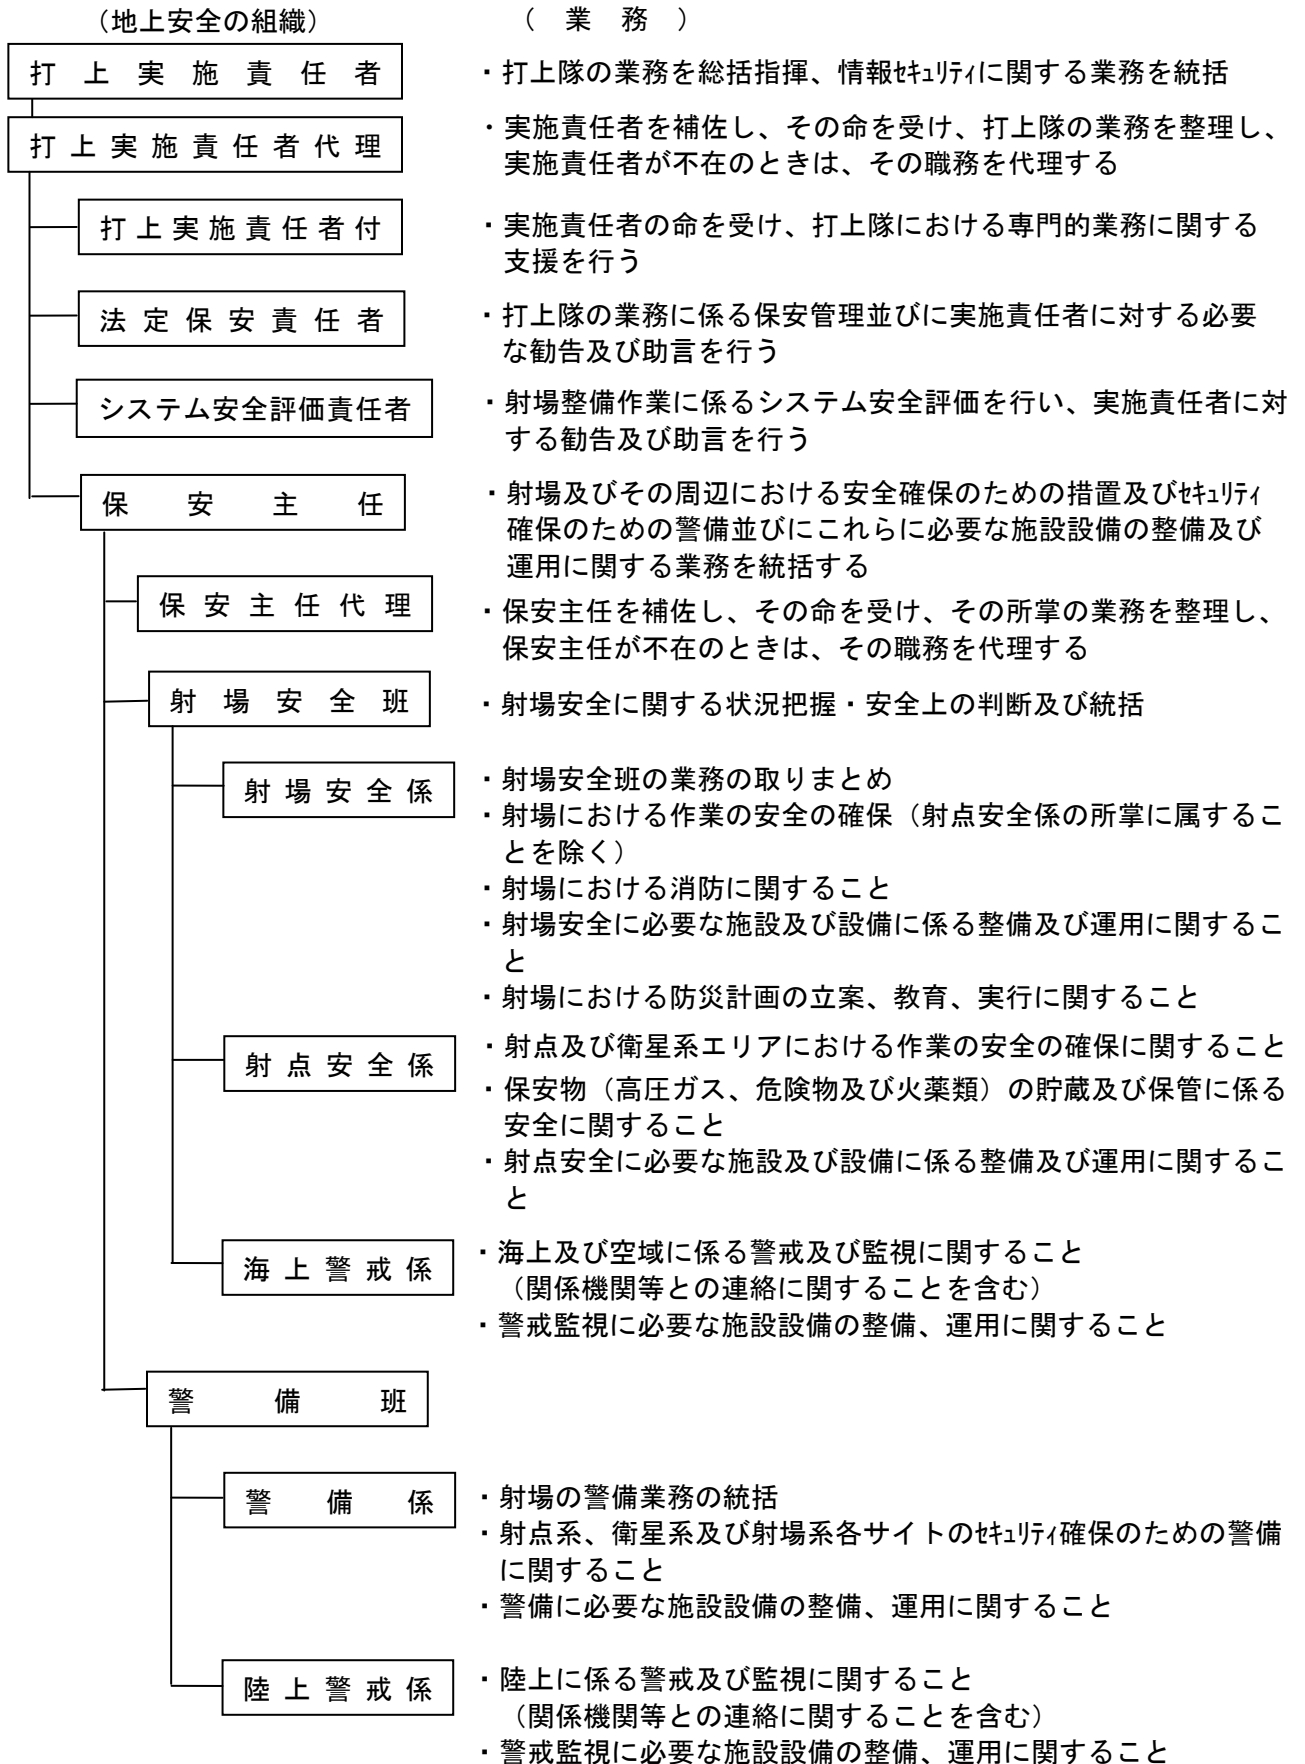 （地上安全の組織）　（　業　務　）
打上実施責任者　・打上隊の業務を総括指揮、情報ｾｷｭﾘﾃｨに関する業務を統括
打上実施責任者代理　・実施責任者を補佐し、その命を受け、打上隊の業務を整理し、
実施責任者が不在のときは、その職務を代理する
打上実施責任者付　・実施責任者の命を受け、打上隊における専門的業務に関する
支援を行う
法定保安責任者　・打上隊の業務に係る保安管理並びに実施責任者に対する必要
な勧告及び助言を行う
システム安全評価責任者　・射場整備作業に係るシステム安全評価を行い、実施責任者に対
する勧告及び助言を行う
保安主任　・射場及びその周辺における安全確保のための措置及びｾｷｭﾘﾃｨ
確保のための警備並びにこれらに必要な施設設備の整備及び
運用に関する業務を統括する
保安主任代理　・保安主任を補佐し、その命を受け、その所掌の業務を整理し、
保安主任が不在のときは、その職務を代理する
射場安全班　・射場安全に関する状況把握・安全上の判断及び統括
射場安全係　・射場安全班の業務の取りまとめ
・射場における作業の安全の確保（射点安全係の所掌に属するこ
とを除く）
・射場における消防に関すること
・射場安全に必要な施設及び設備に係る整備及び運用に関するこ
と
・射場における防災計画の立案、教育、実行に関すること
射点安全係　・射点及び衛星系エリアにおける作業の安全の確保に関すること
・保安物（高圧ガス、危険物及び火薬類）の貯蔵及び保管に係る
安全に関すること
・射点安全に必要な施設及び設備に係る整備及び運用に関するこ
と
海上警戒係　・海上及び空域に係る警戒及び監視に関すること
（関係機関等との連絡に関することを含む）
・警戒監視に必要な施設設備の整備、運用に関すること
警備班
警備係　・射場の警備業務の統括
・射点系、衛星系及び射場系各サイトのｾｷｭﾘﾃｨ確保のための警備
に関すること
・警備に必要な施設設備の整備、運用に関すること
陸上警戒係　・陸上に係る警戒及び監視に関すること
（関係機関等との連絡に関することを含む）
・警戒監視に必要な施設設備の整備、運用に関すること